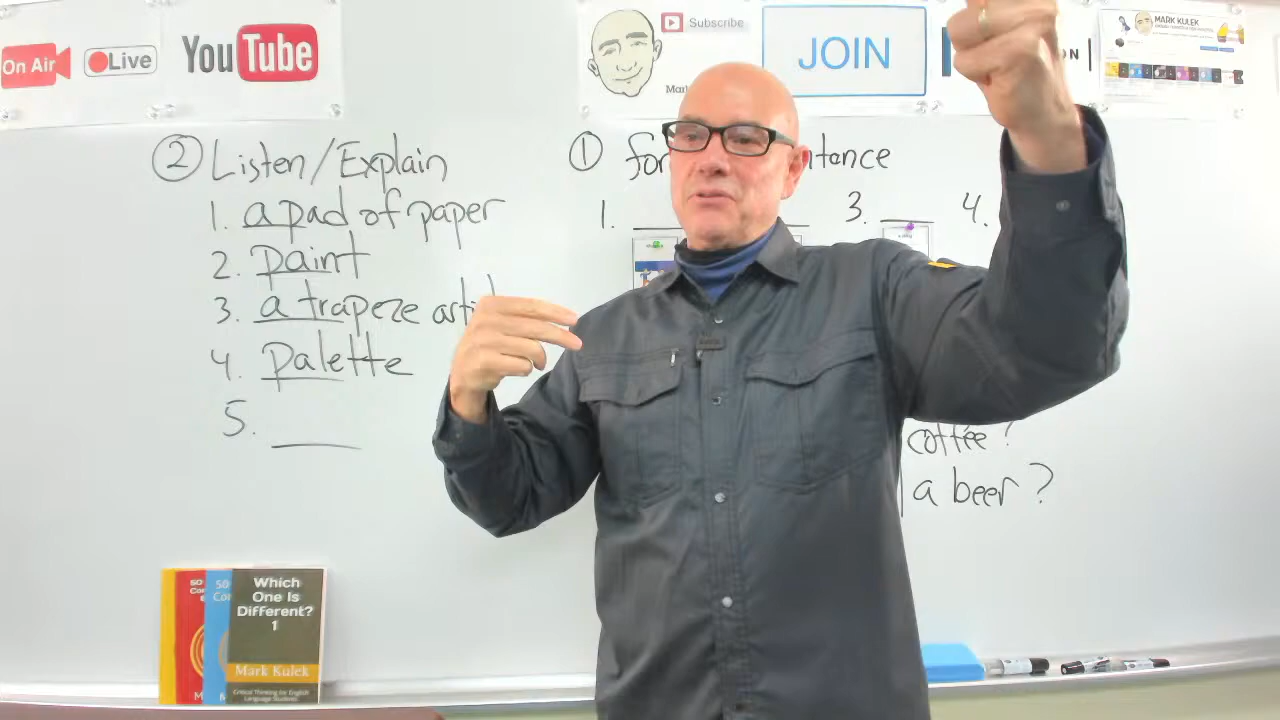 On Air
Live
YouTube
Subscribe
JOIN
MARK KULEK
② Listen/Explain
1. a pad of paper
2. paint
3. a trapeze
4. palette
5.
①
1.
3.
4.
coffee?
a beer?
Which
One Is
Different?
1
Mark Kulek
Critical Thinking for English
Language Students
50
50